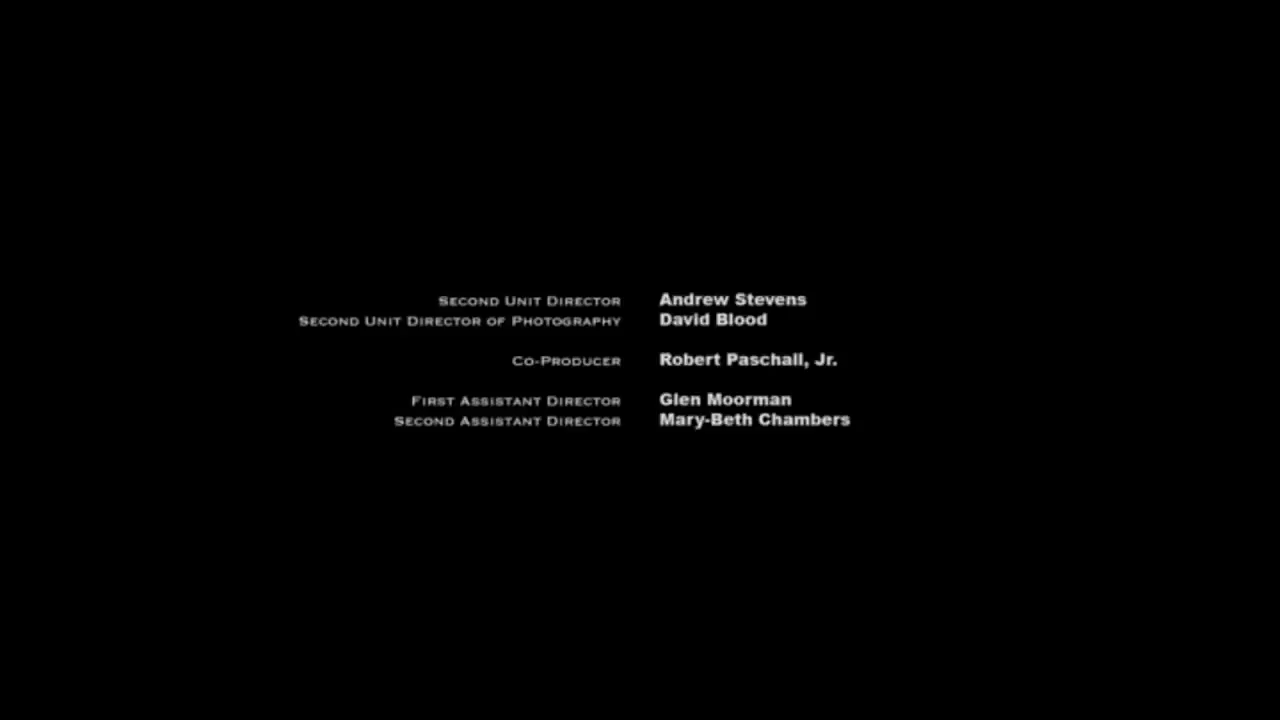 Second Unit Director Andrew Stevens
Second Unit Director of Photography David Blood
Co-Producer Robert Paschall, Jr.
First Assistant Director Glen Moorman
Second Assistant Director Mary-Beth Chambers